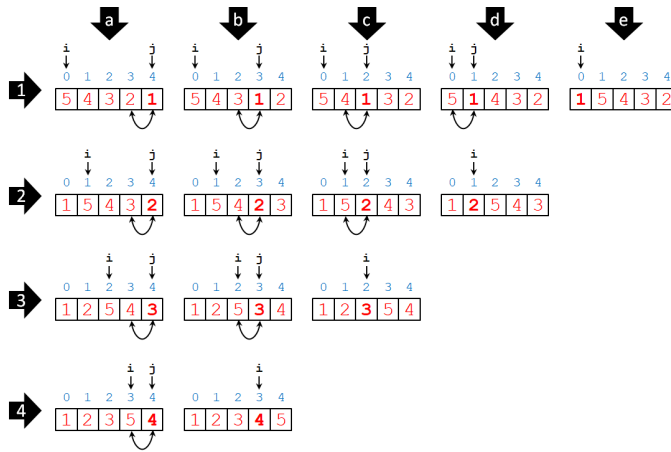 a b c d e
i j i j i j i j i
0 1 2 3 4 0 1 2 3 4 0 1 2 3 4 0 1 2 3 4 0 1 2 3 4
1 5 4 3 2 1 5 4 3 1 2 5 4 1 3 2 5 1 4 3 2 1 5 4 3 2
i j i j i j i
0 1 2 3 4 0 1 2 3 4 0 1 2 3 4 0 1 2 3 4
2 1 5 4 3 2 1 5 4 2 3 1 5 2 4 3 1 2 5 4 3
i j i j i
0 1 2 3 4 0 1 2 3 4 0 1 2 3 4
3 1 2 5 4 3 1 2 5 3 4 1 2 3 5 4
i j i
0 1 2 3 4 0 1 2 3 4
4 1 2 3 5 4 1 2 3 4 5